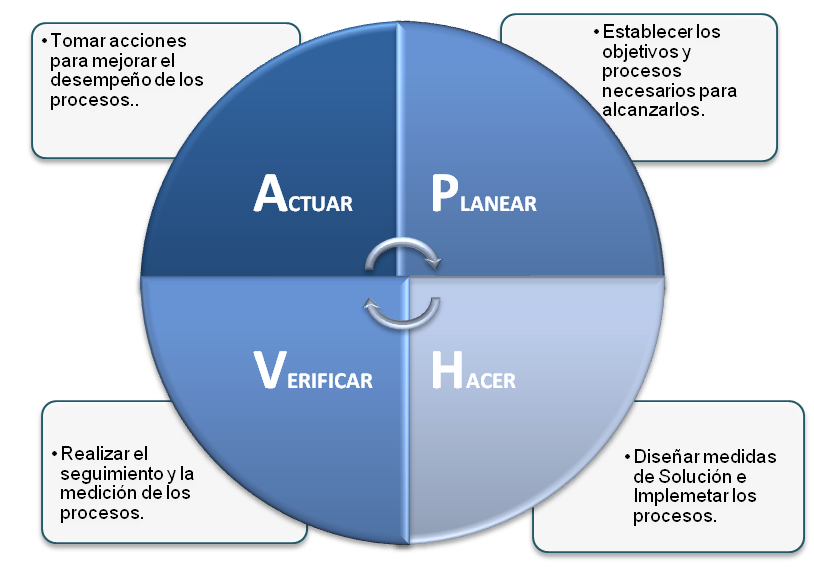 • Tomar acciones
para mejorar el
desempeño de los
procesos..
• Establecer los
objetivos y
procesos
necesarios para
alcanzarlos.
ACTUAR
PLANEAR
VERIFICAR
HACER
• Realizar el
seguimiento y la
medición de los
procesos.
• Diseñar medidas
de Solución e
Implemetar los
procesos.